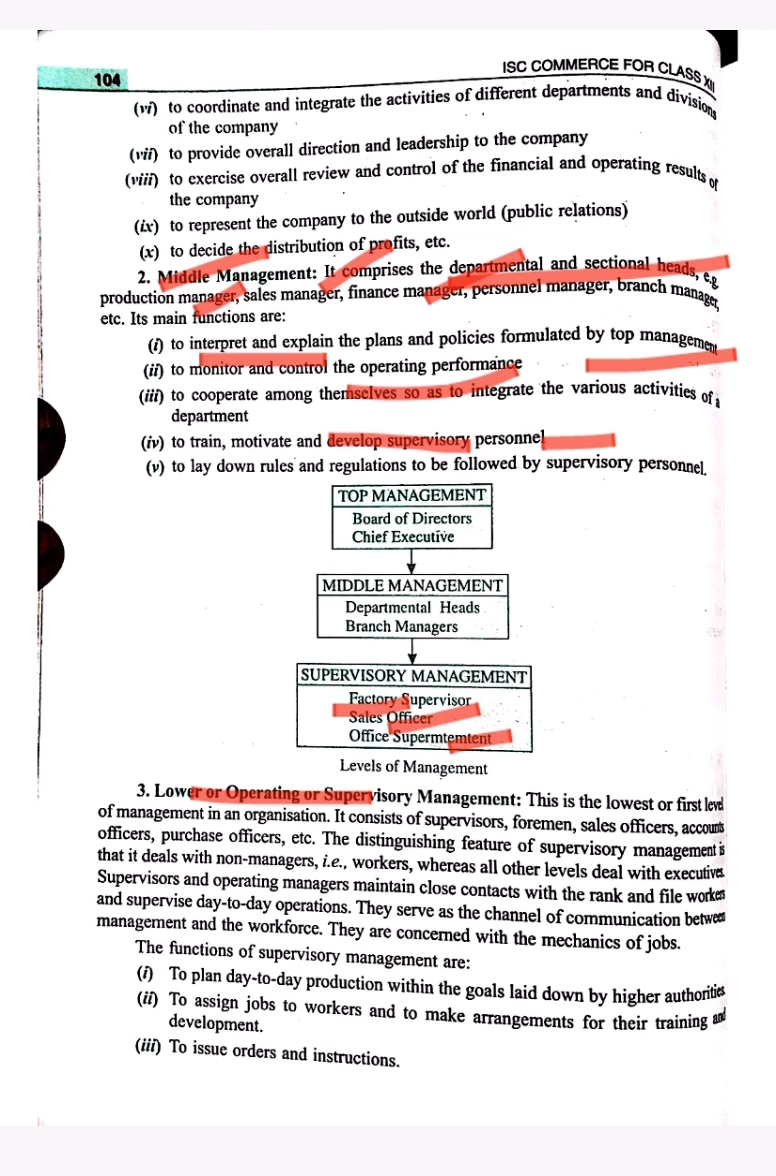 104
ISC COMMERCE FOR CLASS XII
(vi) to coordinate and integrate the activities of different departments and divisions
of the company
(vii) to provide overall direction and leadership to the company
(viii) to exercise overall review and control of the financial and operating results of
the company
(ix) to represent the company to the outside world (public relations)
(x) to decide the distribution of profits, etc.
2. Middle Management: It comprises the departmental and sectional heads, e.g.
production manager, sales manager, finance manager, personnel manager, branch manager,
etc. Its main functions are:
(i) to interpret and explain the plans and policies formulated by top management
(ii) to monitor and control the operating performance
(iii) to cooperate among themselves so as to integrate the various activities of a
department
(iv) to train, motivate and develop supervisory personnel
(v) to lay down rules and regulations to be followed by supervisory personnel.
TOP MANAGEMENT
Board of Directors
Chief Executive
MIDDLE MANAGEMENT
Departmental Heads
Branch Managers
SUPERVISORY MANAGEMENT
Factory Supervisor
Sales Officer
Office Supermtemtent
Levels of Management
3. Lower or Operating or Supervisory Management: This is the lowest or first level
of management in an organisation. It consists of supervisors, foremen, sales officers, accounts
officers, purchase officers, etc. The distinguishing feature of supervisory management is
that it deals with non-managers, i.e., workers, whereas all other levels deal with executives.
Supervisors and operating managers maintain close contacts with the rank and file workers
and supervise day-to-day operations. They serve as the channel of communication between
management and the workforce. They are concerned with the mechanics of jobs.
The functions of supervisory management are:
(i) To plan day-to-day production within the goals laid down by higher authorities
(ii) To assign jobs to workers and to make arrangements for their training and
development.
(iii) To issue orders and instructions.